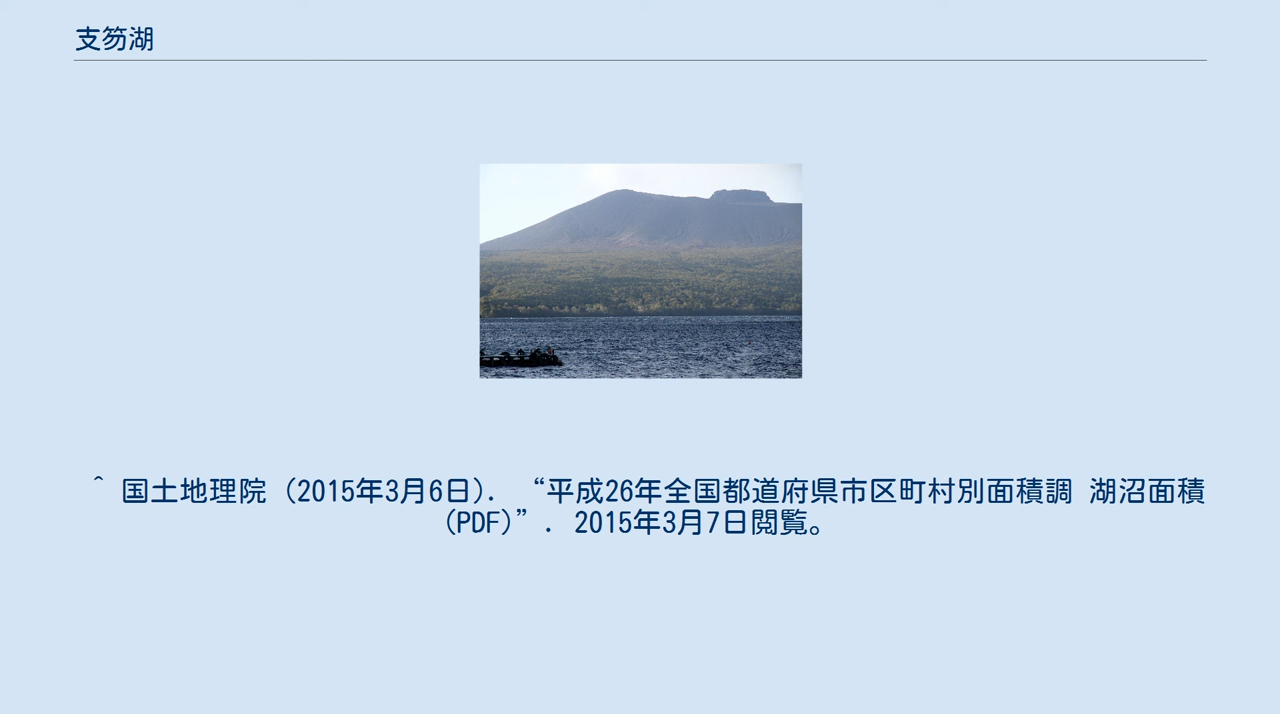 支笏湖
^ 国土地理院 (2015年3月6日). “平成26年全国都道府県市区町村別面積調 湖沼面積
(PDF)”. 2015年3月7日閲覧。